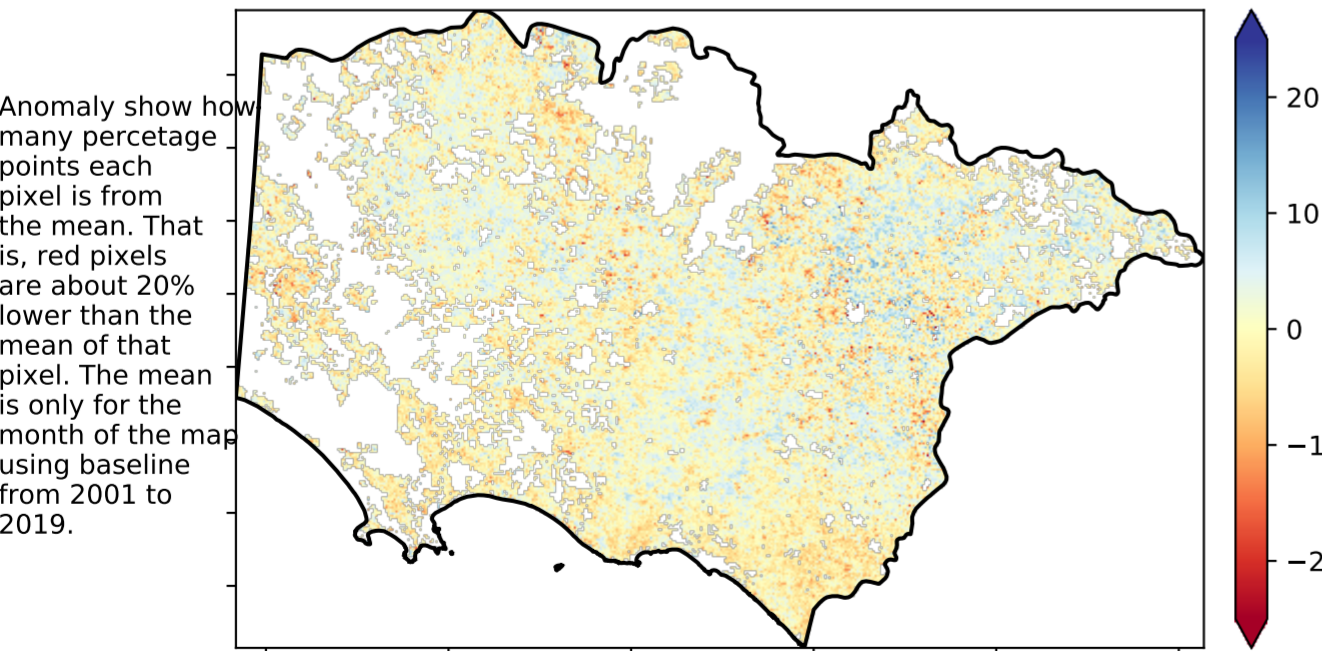 Anomaly show how
many percetage
points each
pixel is from
the mean. That
is, red pixels
are about 20%
lower than the
mean of that
pixel. The mean
is only for the
month of the map
using baseline
from 2001 to
2019.
20
10
0
−1
−2